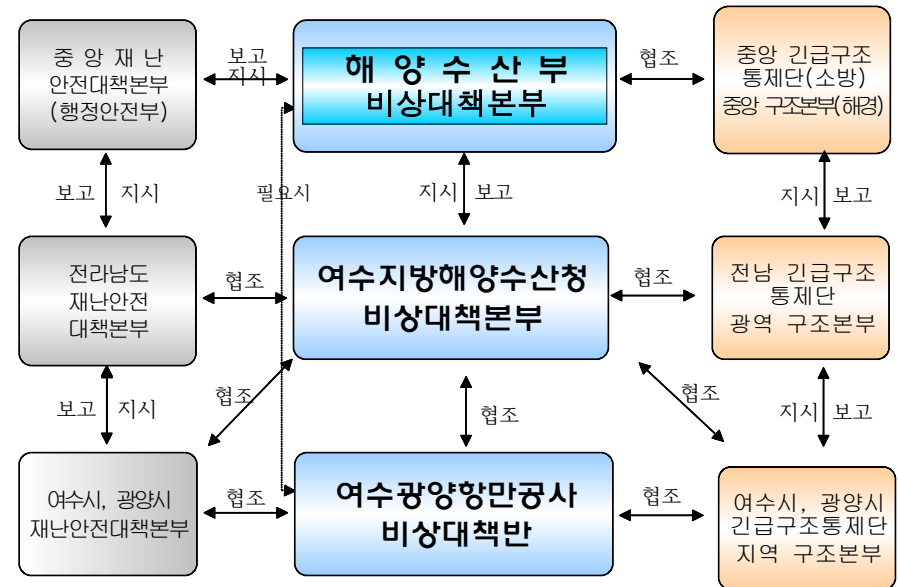 중 앙 재 난
안전대책본부
(행정안전부)
보고
지시
해 양 수 산 부
비상대책본부
협조
중앙 긴급구조
통제단(소방)
중앙 구조본부(해경)
보고 지시
필요시
지시 보고
지시 보고
전라남도
재난안전
대책본부
협조
여수지방해양수산청
비상대책본부
협조
전남 긴급구조
통제단
광역 구조본부
보고 지시
협조
협조
협조
지시 보고
여수시, 광양시
재난안전대책본부
협조
여수광양항만공사
비상대책반
협조
여수시, 광양시
긴급구조통제단
지역 구조본부